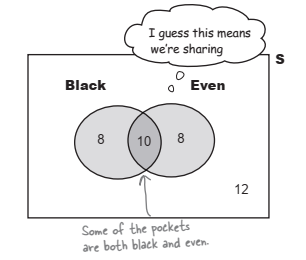 I guess this means
we're sharing
S
Black Even
8 10 8
12
Some of the pockets
are both black and even.